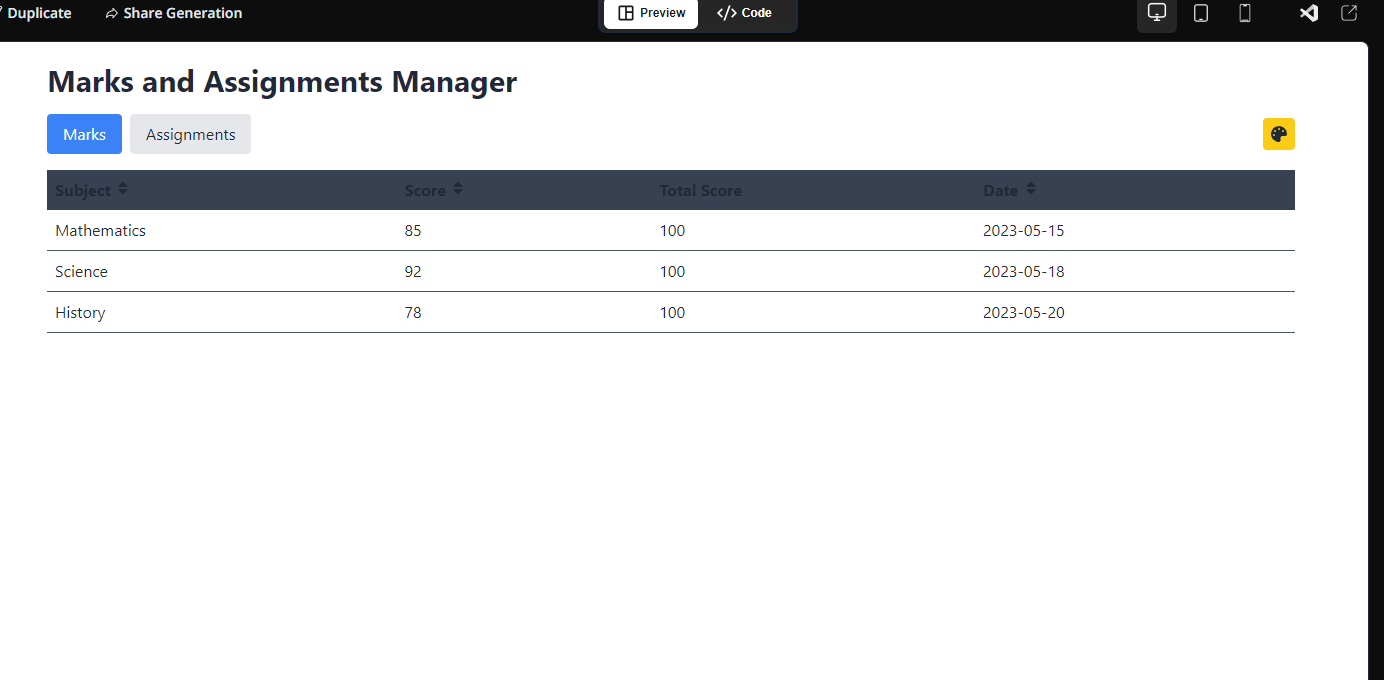 Duplicate Share Generation Preview </> Code
Marks and Assignments Manager
Marks Assignments
Subject Score Total Score Date
Mathematics 85 100 2023-05-15
Science 92 100 2023-05-18
History 78 100 2023-05-20